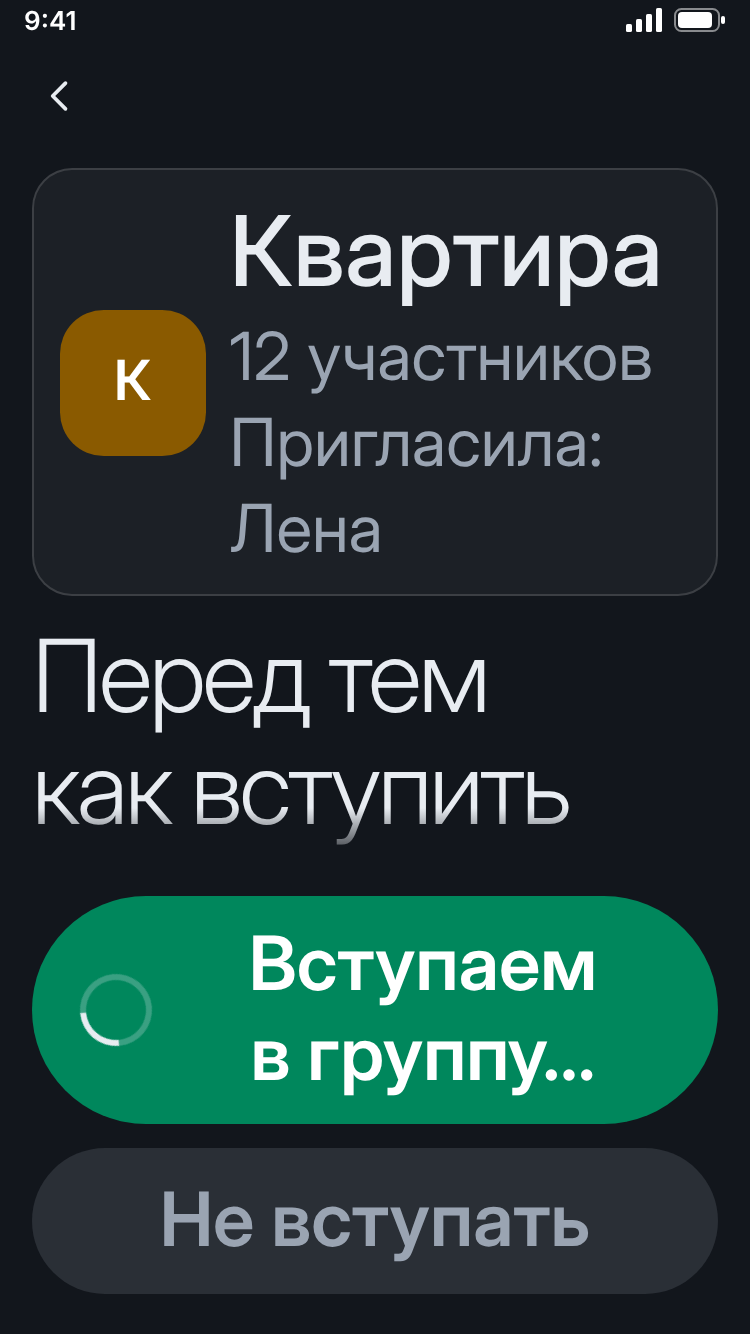 9:41
Квартира
К
12 участников
Пригласила:
Лена
Перед тем
как вступить
Вступаем
в группу...
Не вступать